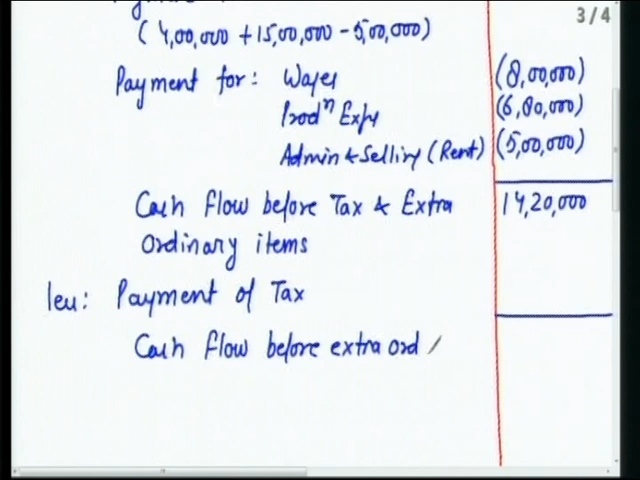 3/4
(4,00,000 + 15,00,000 - 5,00,000)
Payment for: Wages (8,00,000)
Prodⁿ Exps (6,80,000)
Admin & Selling (Rent) (5,00,000)
Cash flow before Tax & Extra 14,20,000
Ordinary items
less: Payment of Tax
Cash flow before extra ord